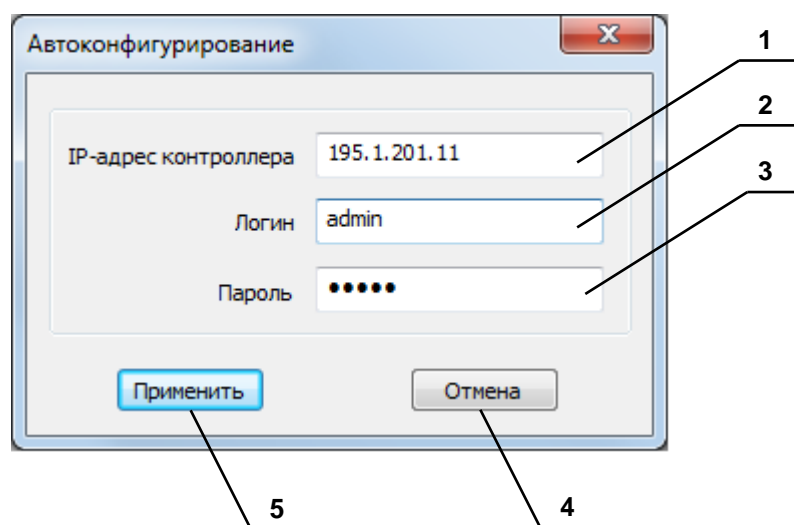 Автоконфигурирование
1
2
IP-адрес контроллера 195.1.201.11
3
Логин admin
Пароль •••••
Применить Отмена
5 4